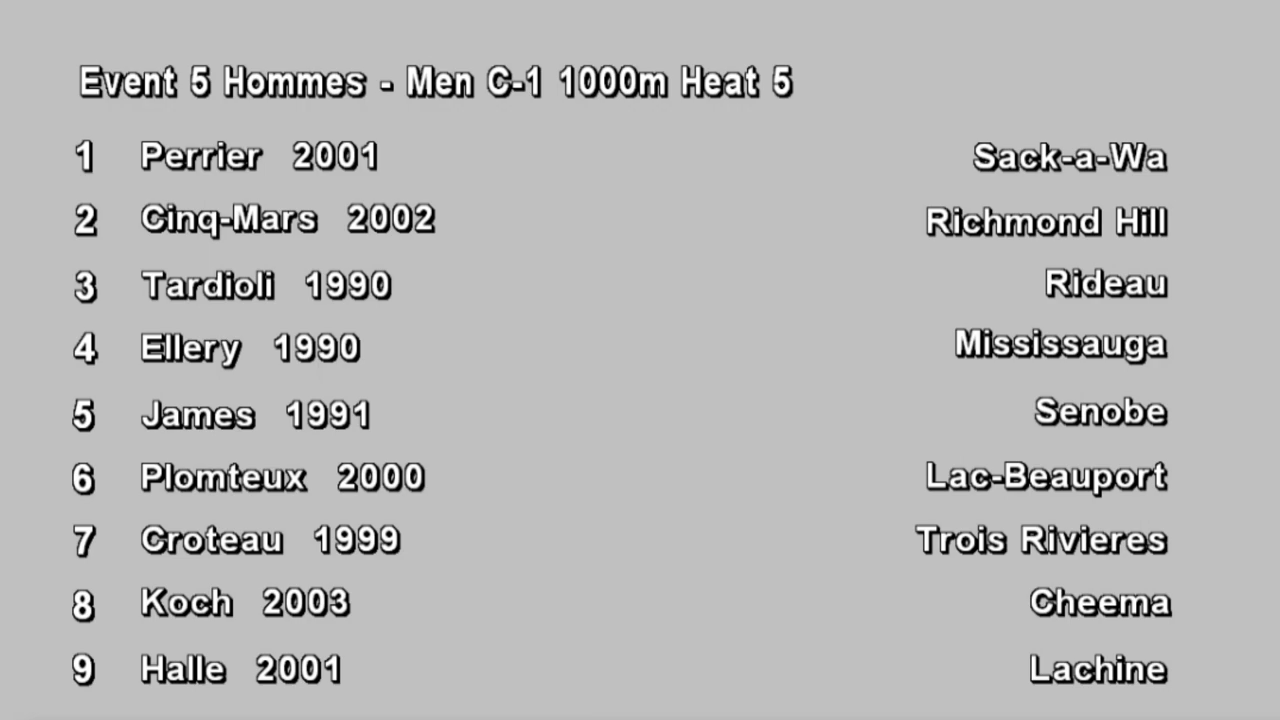 Event 5 Hommes - Men C-1 1000m Heat 5
1 Perrier 2001 Sack-a-Wa
2 Cinq-Mars 2002 Richmond Hill
3 Tardioli 1990 Rideau
4 Ellery 1990 Mississauga
5 James 1991 Senobe
6 Plomteux 2000 Lac-Beauport
7 Croteau 1999 Trois Rivieres
8 Koch 2003 Cheema
9 Halle 2001 Lachine